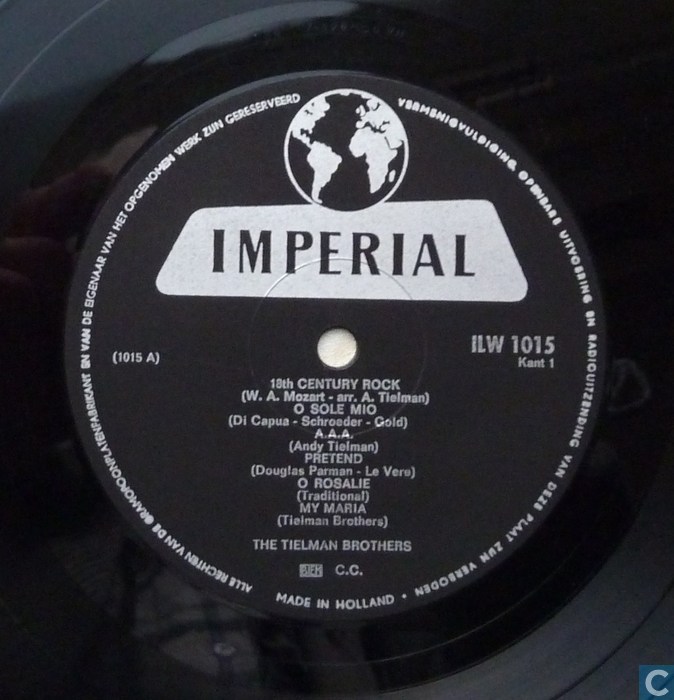 ALLE RECHTEN VAN DE GRAMOFOONPLATENFABRIKANT EN VAN DE EIGENAAR VAN HET OPGENOMEN WERK ZIJN GERESERVEERD
VERMENIGVULDIGING, OPENBARE UITVOERING EN RADIOUITZENDING VAN DEZE PLAAT ZIJN VERBODEN
IMPERIAL
(1015 A)
ILW 1015
Kant 1
18th CENTURY ROCK
(W. A. Mozart - arr. A. Tielman)
O SOLE MIO
(Di Capua - Schroeder - Gold)
A.A.A.
(Andy Tielman)
PRETEND
(Douglas Parman - Le Vere)
O ROSALIE
(Traditional)
MY MARIA
(Tielman Brothers)
THE TIELMAN BROTHERS
BIEM C.C.
MADE IN HOLLAND •
C